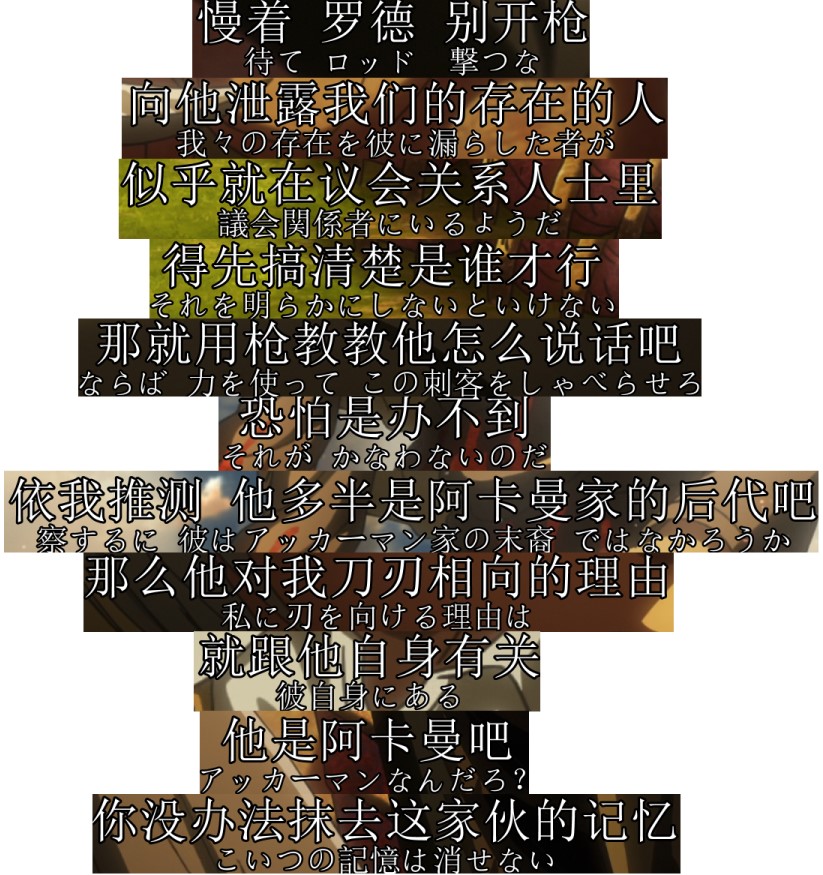 慢着 罗德 别开枪
待て ロッド 撃つな
向他泄露我们的存在的人
我々の存在を彼に漏らした者が
似乎就在议会关系人士里
議会関係者にいるようだ
得先搞清楚是谁才行
それを明らかにしないといけない
那就用枪教教他怎么说话吧
ならば 力を使って この刺客をしゃべらせろ
恐怕是办不到
それが かなわないのだ
依我推测 他多半是阿卡曼家的后代吧
察するに 彼はアッカーマン家の末裔 ではなかろうか
那么他对我刀刃相向的理由
私に刃を向ける理由は
就跟他自身有关
彼自身にある
他是阿卡曼吧
アッカーマンなんだろ?
你没办法抹去这家伙的记忆
こいつの記憶は消せない